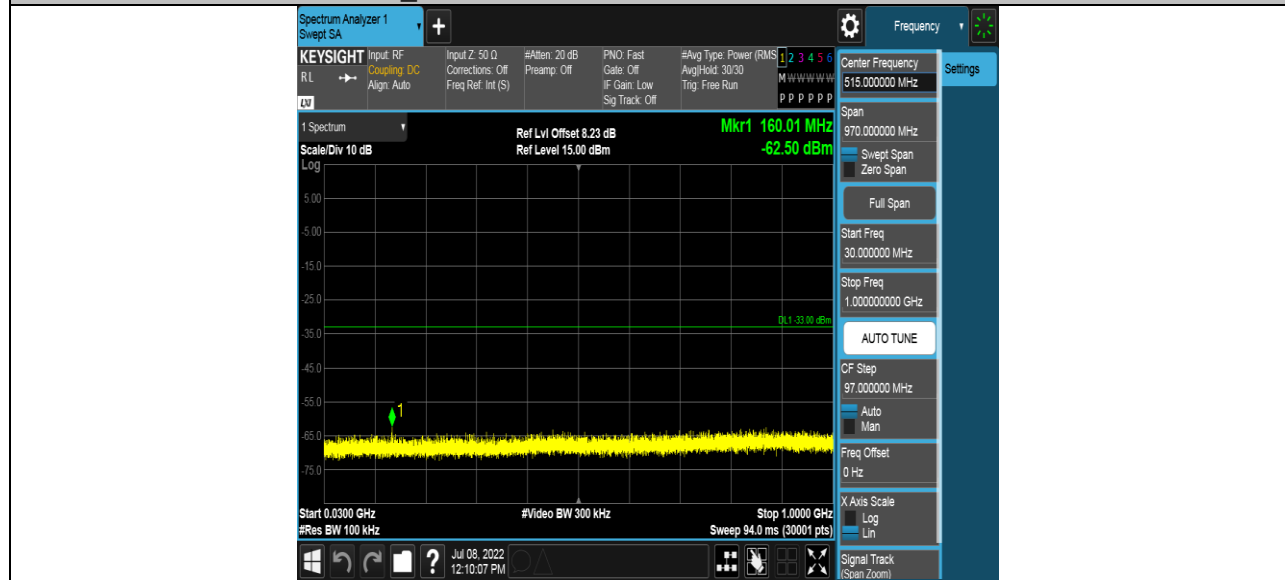 Spectrum Analyzer 1
Swept SA
Frequency
KEYSIGHT
RL
LXI
Input: RF
Coupling: DC
Align: Auto
Input Z: 50 Ω
Corrections: Off
Freq Ref: Int (S)
#Atten: 20 dB
Preamp: Off
PNO: Fast
Gate: Off
IF Gain: Low
Sig Track: Off
#Avg Type: Power (RMS
Avg|Hold: 30/30
Trig: Free Run
1 2 3 4 5 6
M W W W W W
P P P P P P
1 Spectrum
Scale/Div 10 dB
Log
Ref Lvl Offset 8.23 dB
Ref Level 15.00 dBm
Mkr1 160.01 MHz
-62.50 dBm
5.00
-5.00
-15.0
-25.0
DL1 -33.00 dBm
-35.0
-45.0
-55.0
1
-65.0
-75.0
Start 0.0300 GHz
#Res BW 100 kHz
#Video BW 300 kHz
Stop 1.0000 GHz
Sweep 94.0 ms (30001 pts)
?
Jul 08, 2022
12:10:07 PM
Center Frequency
515.000000 MHz
Settings
Span
970.000000 MHz
Swept Span
Zero Span
Full Span
Start Freq
30.000000 MHz
Stop Freq
1.000000000 GHz
AUTO TUNE
CF Step
97.000000 MHz
Auto
Man
Freq Offset
0 Hz
X Axis Scale
Log
Lin
Signal Track
(Span Zoom)